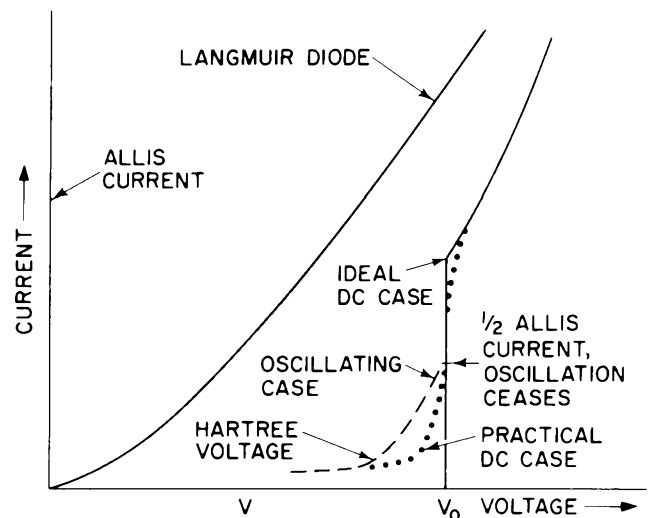 LANGMUIR DIODE
ALLIS
CURRENT
CURRENT
IDEAL
DC CASE
1/2 ALLIS
CURRENT,
OSCILLATION
CEASES
OSCILLATING
CASE
HARTREE
VOLTAGE
PRACTICAL
DC CASE
V
V₀ VOLTAGE